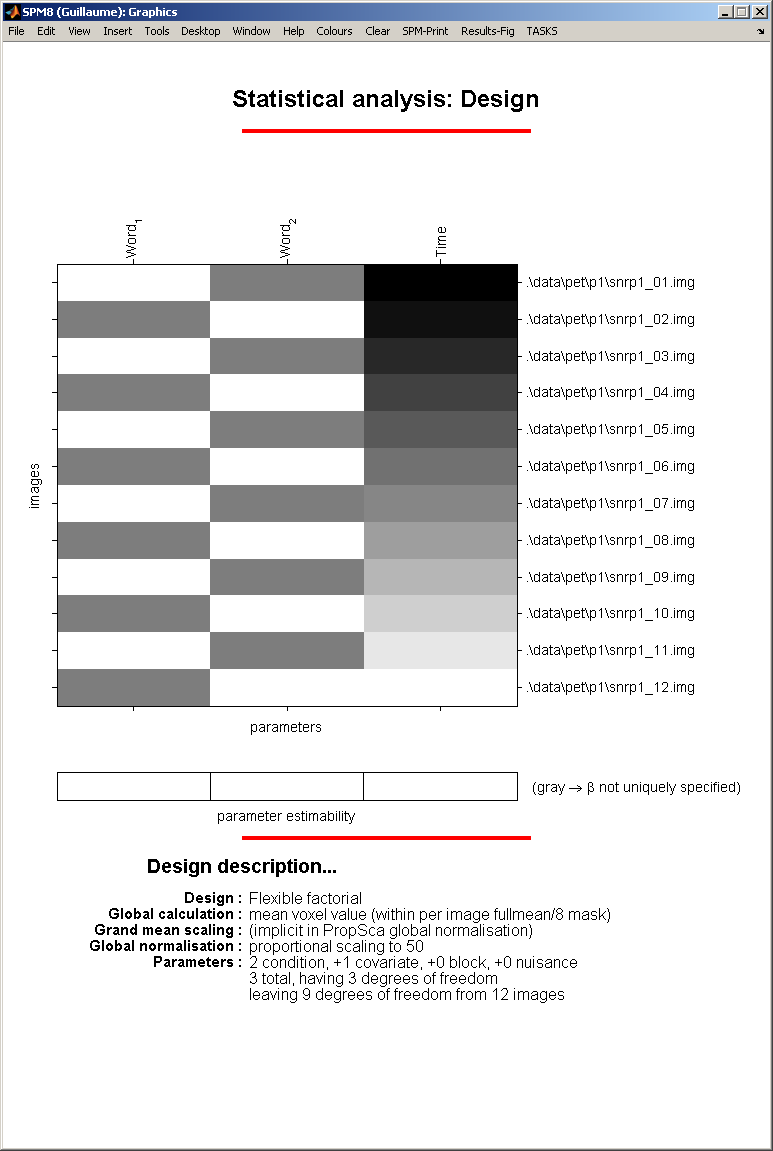 SPM8 (Guillaume): Graphics
File Edit View Insert Tools Desktop Window Help Colours Clear SPM-Print Results-Fig TASKS
Statistical analysis: Design
Word1 Word2 Time
.\data\pet\p1\snrp1_01.img
.\data\pet\p1\snrp1_02.img
.\data\pet\p1\snrp1_03.img
.\data\pet\p1\snrp1_04.img
.\data\pet\p1\snrp1_05.img
.\data\pet\p1\snrp1_06.img
images
.\data\pet\p1\snrp1_07.img
.\data\pet\p1\snrp1_08.img
.\data\pet\p1\snrp1_09.img
.\data\pet\p1\snrp1_10.img
.\data\pet\p1\snrp1_11.img
.\data\pet\p1\snrp1_12.img
parameters
(gray → β not uniquely specified)
parameter estimability
Design description...
Design : Flexible factorial
Global calculation : mean voxel value (within per image fullmean/8 mask)
Grand mean scaling : (implicit in PropSca global normalisation)
Global normalisation : proportional scaling to 50
Parameters : 2 condition, +1 covariate, +0 block, +0 nuisance
3 total, having 3 degrees of freedom
leaving 9 degrees of freedom from 12 images